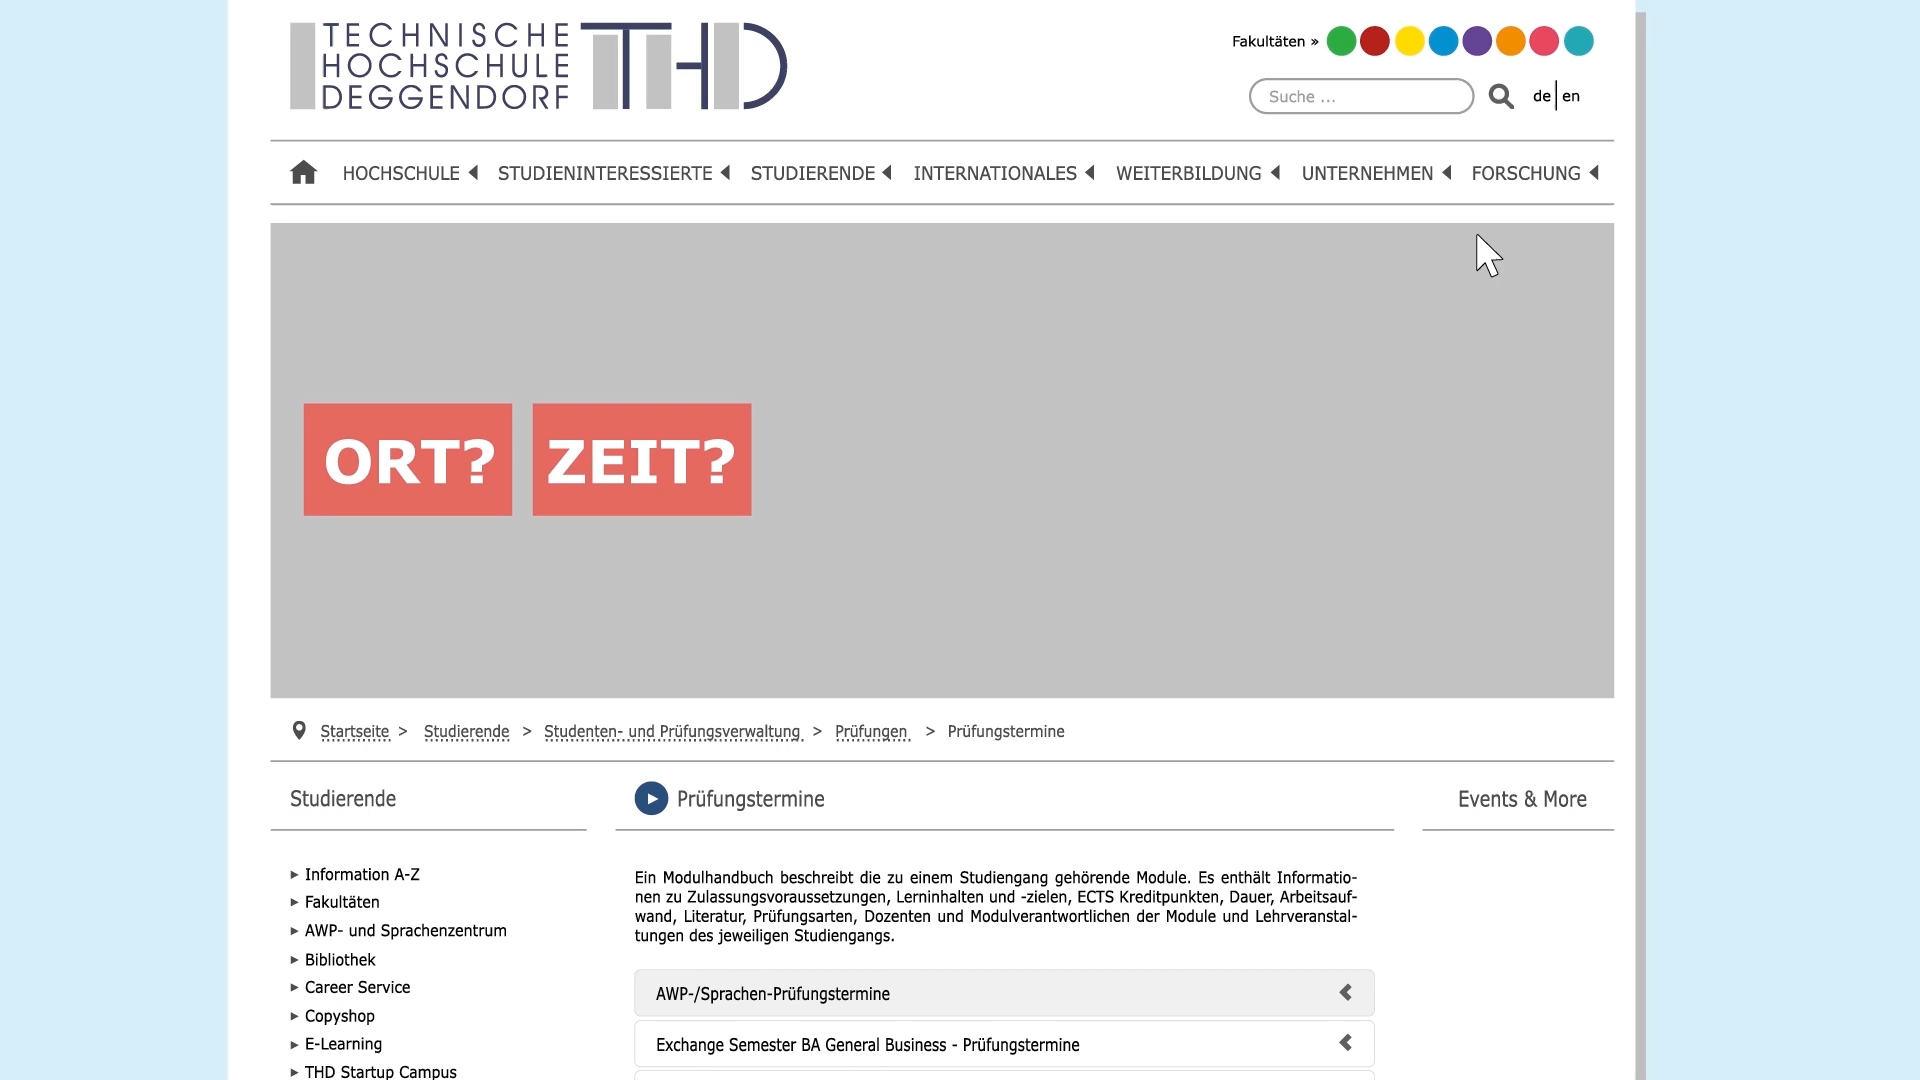 TECHNISCHE
HOCHSCHULE
DEGGENDORF
THD
Fakultäten »
Suche ...
de | en
HOCHSCHULE
STUDIENINTERESSIERTE
STUDIERENDE
INTERNATIONALES
WEITERBILDUNG
UNTERNEHMEN
FORSCHUNG
ORT?
ZEIT?
Startseite > Studierende > Studenten- und Prüfungsverwaltung > Prüfungen > Prüfungstermine
Studierende
Information A-Z
Fakultäten
AWP- und Sprachenzentrum
Bibliothek
Career Service
Copyshop
E-Learning
THD Startup Campus
Prüfungstermine
Ein Modulhandbuch beschreibt die zu einem Studiengang gehörende Module. Es enthält Informatio-
nen zu Zulassungsvoraussetzungen, Lerninhalten und -zielen, ECTS Kreditpunkten, Dauer, Arbeitsauf-
wand, Literatur, Prüfungsarten, Dozenten und Modulverantwortlichen der Module und Lehrveranstal-
tungen des jeweiligen Studiengangs.
AWP-/Sprachen-Prüfungstermine
Exchange Semester BA General Business - Prüfungstermine
Events & More